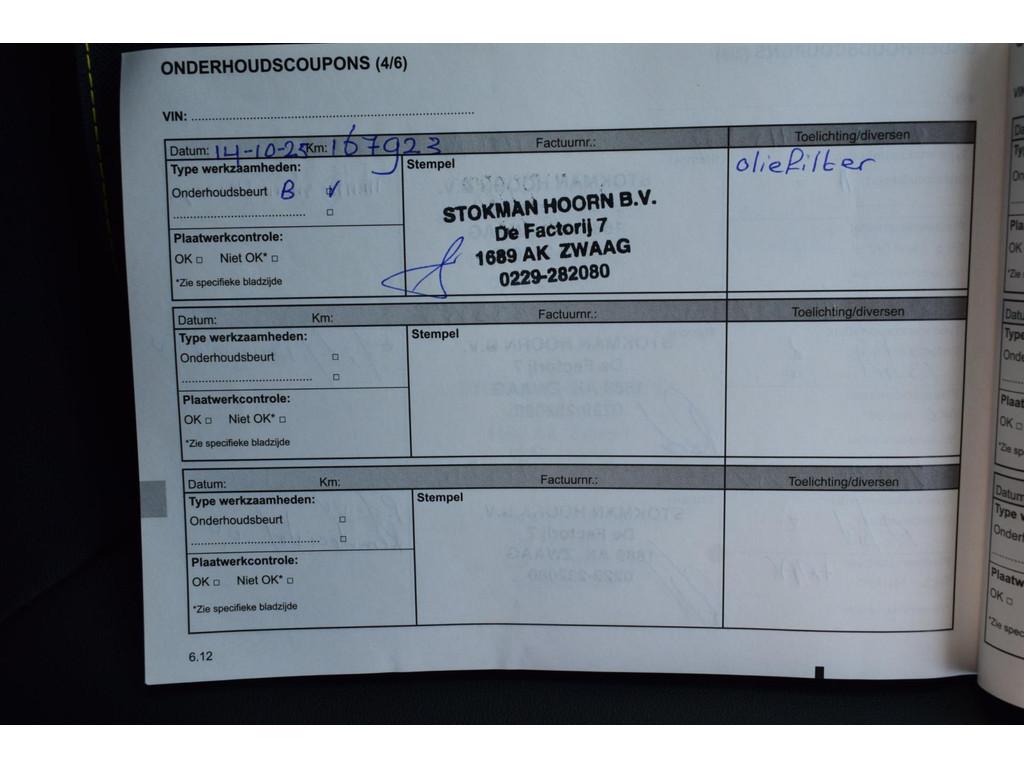 ONDERHOUDSCOUPONS (4/6)
VIN: ........................................................................
Datum: 14-10-25 Km: 167923 Factuurnr.: Toelichting/diversen
Type werkzaamheden: Stempel oliefilter
Onderhoudsbeurt B ✓
STOKMAN HOORN B.V.
De Factorij 7
1689 AK ZWAAG
0229-282080
Plaatwerkcontrole:
OK □ Niet OK* □
*Zie specifieke bladzijde
Datum: Km: Factuurnr.: Toelichting/diversen
Type werkzaamheden: Stempel
Onderhoudsbeurt □
....................................... □
Plaatwerkcontrole:
OK □ Niet OK* □
*Zie specifieke bladzijde
Datum: Km: Factuurnr.: Toelichting/diversen
Type werkzaamheden: Stempel
Onderhoudsbeurt □
....................................... □
Plaatwerkcontrole:
OK □ Niet OK* □
*Zie specifieke bladzijde
6.12